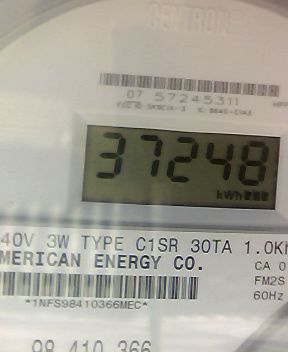 CENTRON
07 57245311
37248
kWh
40V 3W TYPE C1SR 30TA 1.0K
MERICAN ENERGY CO.
CA 0
FM2S
60Hz
*1NFS98410366MEC*
98 410 366